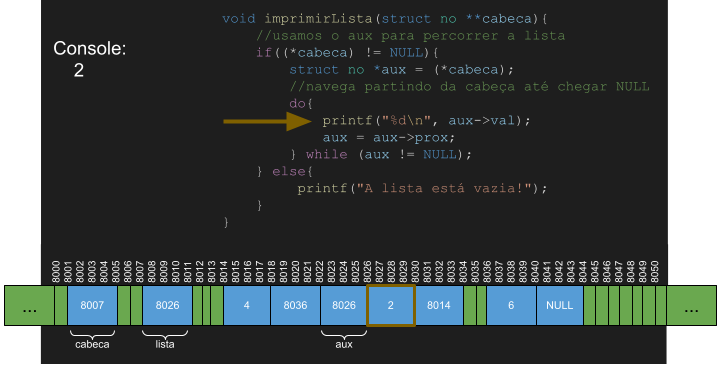 void imprimirLista(struct no **cabeca){
//usamos o aux para percorrer a lista
if((*cabeca) != NULL){
struct no *aux = (*cabeca);
//navega partindo da cabeça até chegar NULL
do{
printf("%d\n", aux->val);
aux = aux->prox;
} while (aux != NULL);
} else{
printf("A lista está vazia!");
}
}
Console:
2
8000 8001 8002 8003 8004 8005 8006 8007 8008 8009 8010 8011 8012 8013 8014 8015 8016 8017 8018 8019 8020 8021 8022 8023 8024 8025 8026 8027 8028 8029 8030 8031 8032 8033 8034 8035 8036 8037 8038 8039 8040 8041 8042 8043 8044 8045 8046 8047 8048 8049 8050
... 8007 8026 4 8036 8026 2 8014 6 NULL ...
cabeca lista aux